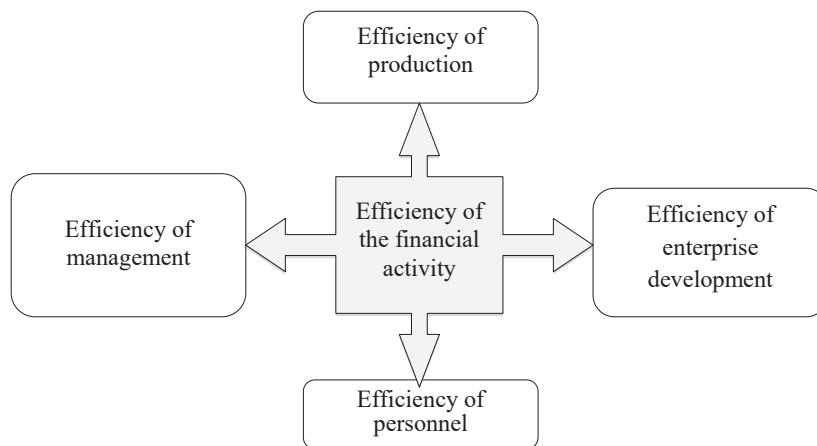 Efficiency of
production
Efficiency of
management
Efficiency of
the financial
activity
Efficiency of
enterprise
development
Efficiency of
personnel